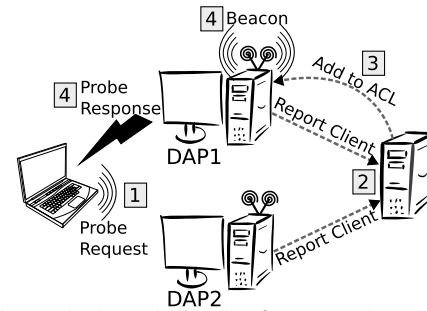 4 Beacon
3
Add to ACL
4 Probe
Response
Report Client
DAP1
2
1
Probe
Request
Report Client
DAP2